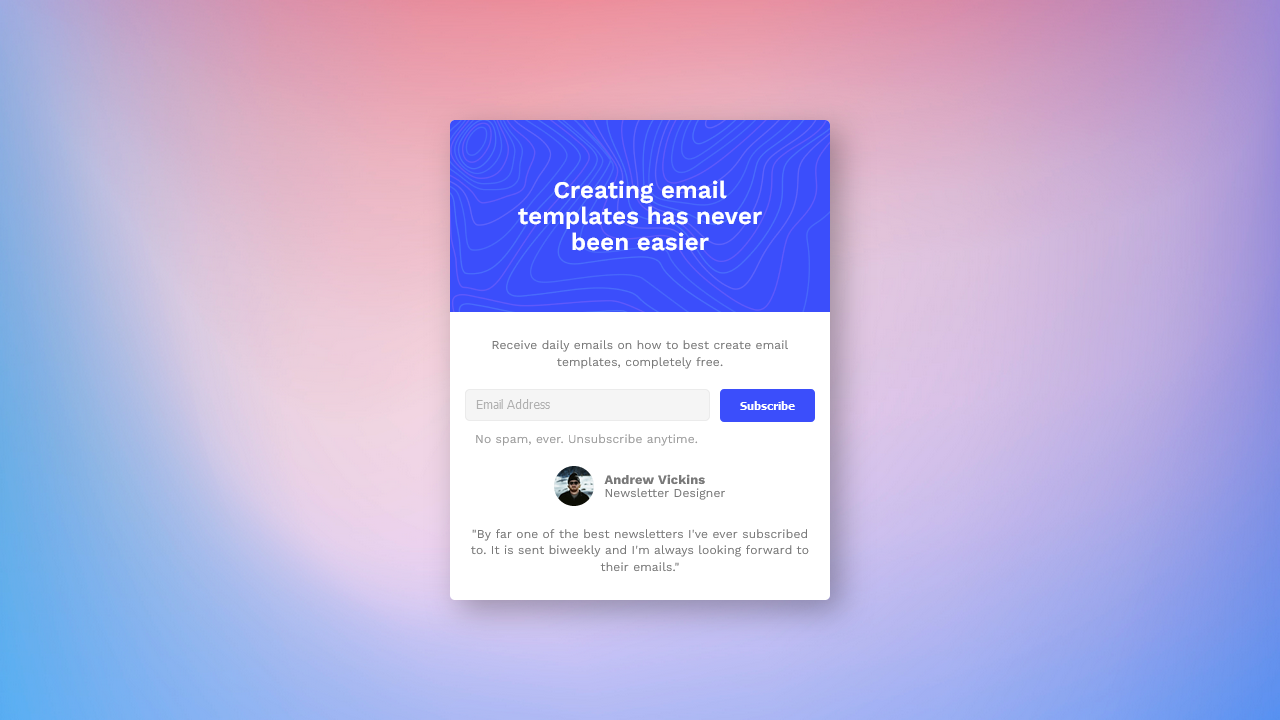 Creating email
templates has never
been easier
Receive daily emails on how to best create email
templates, completely free.
Email Address
Subscribe
No spam, ever. Unsubscribe anytime.
Andrew Vickins
Newsletter Designer
"By far one of the best newsletters I've ever subscribed
to. It is sent biweekly and I'm always looking forward to
their emails."